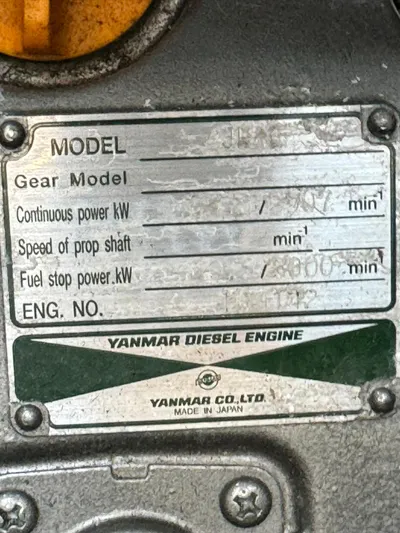 MODEL
Gear Model
Continuous power kW / min⁻¹
Speed of prop shaft min⁻¹
Fuel stop power.kW / min⁻¹
ENG. NO.
YANMAR DIESEL ENGINE
YANMAR CO.,LTD.
MADE IN JAPAN